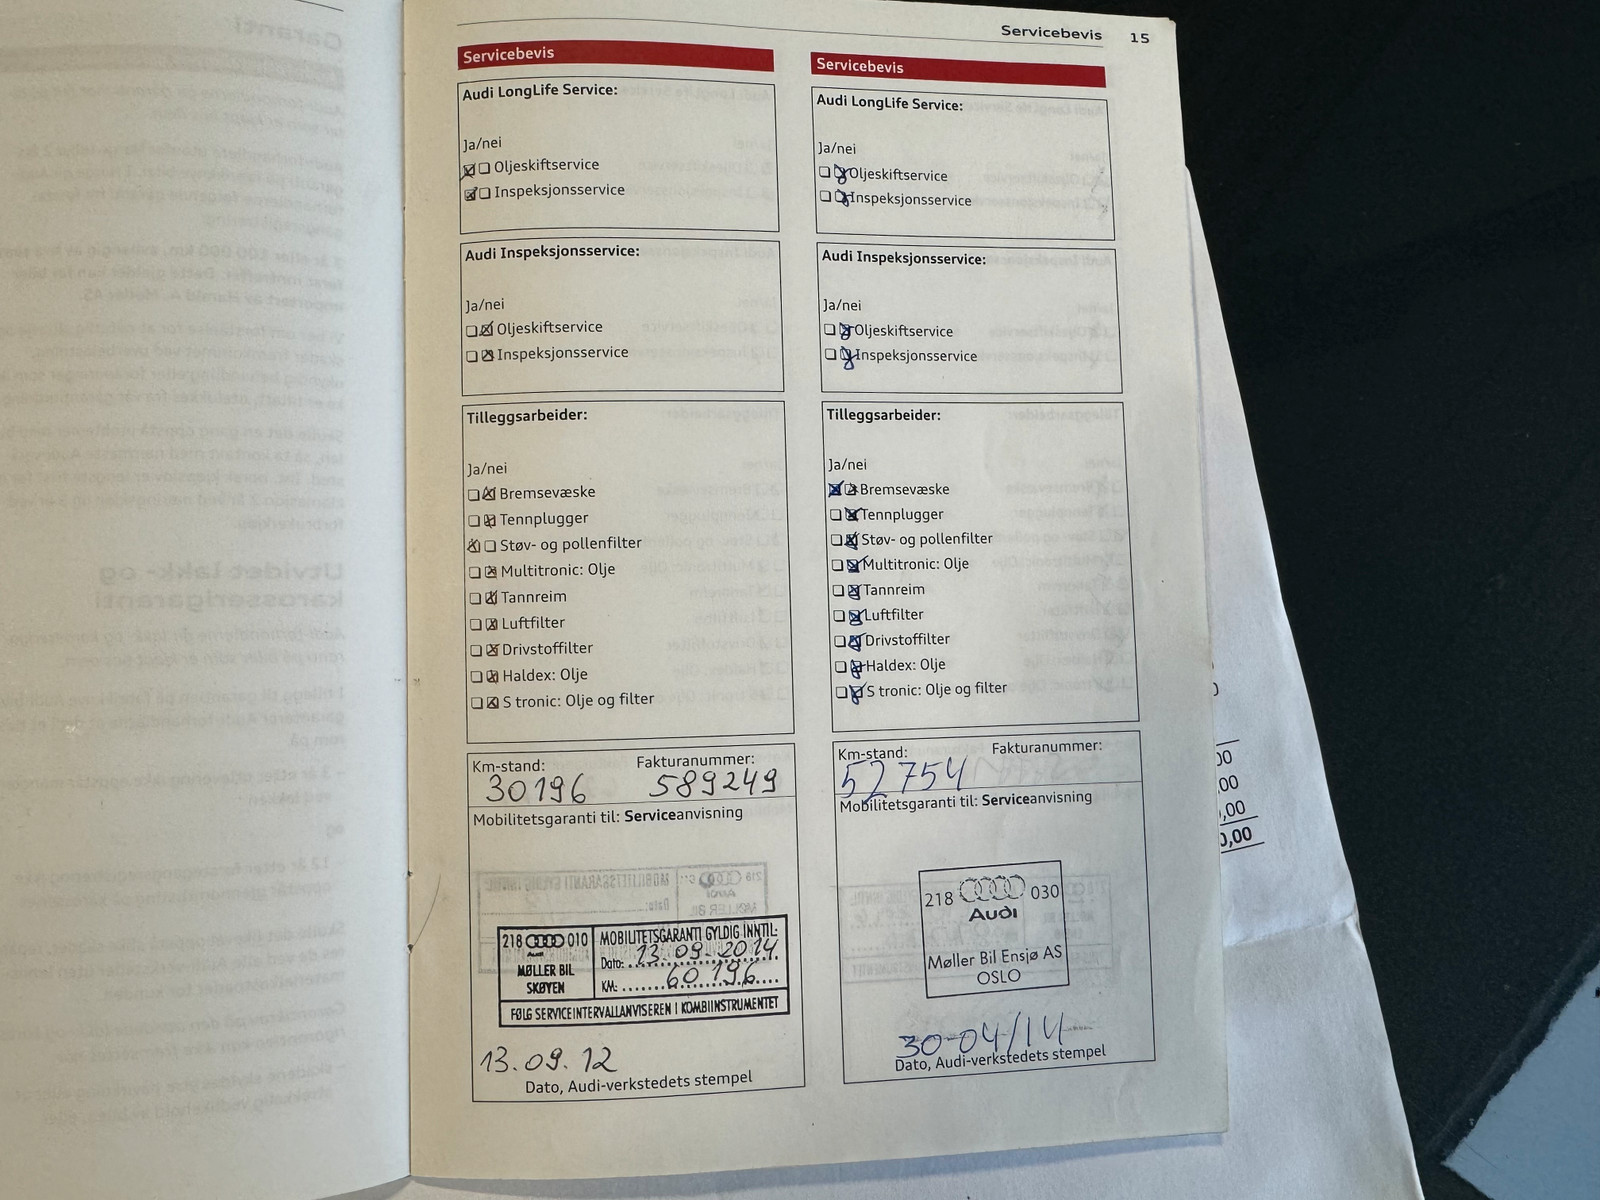 Servicebevis 15
Servicebevis
Audi LongLife Service:
Ja/nei
Oljeskiftservice
Inspeksjonsservice
Audi Inspeksjonsservice:
Ja/nei
Oljeskiftservice
Inspeksjonsservice
Tilleggsarbeider:
Ja/nei
Bremsevæske
Tennplugger
Støv- og pollenfilter
Multitronic: Olje
Tannreim
Luftfilter
Drivstoffilter
Haldex: Olje
S tronic: Olje og filter
Km-stand: Fakturanummer:
30196 589249
Mobilitetsgaranti til: Serviceanvisning
218 010
Audi
MØLLER BIL
SKØYEN
MOBILITETSGARANTI GYLDIG INNTIL:
Dato: 13.09-2014
KM: 60 196
FØLG SERVICEINTERVALLANVISEREN I KOMBIINSTRUMENTET
13.09.12
Dato, Audi-verkstedets stempel
Servicebevis
Audi LongLife Service:
Ja/nei
Oljeskiftservice
Inspeksjonsservice
Audi Inspeksjonsservice:
Ja/nei
Oljeskiftservice
Inspeksjonsservice
Tilleggsarbeider:
Ja/nei
Bremsevæske
Tennplugger
Støv- og pollenfilter
Multitronic: Olje
Tannreim
Luftfilter
Drivstoffilter
Haldex: Olje
S tronic: Olje og filter
Km-stand: Fakturanummer:
52754
Mobilitetsgaranti til: Serviceanvisning
218 030
Audi
Møller Bil Ensjø AS
OSLO
30-04/14
Dato, Audi-verkstedets stempel